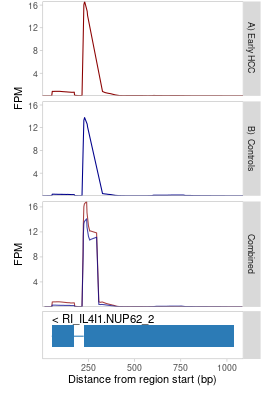 16
12
8
4
A) Early HCC
FPM
16
12
8
4
B) Controls
16
12
8
4
Combined
FPM
< RI_IL4I1.NUP62_2
250
500
750
1000
Distance from region start (bp)